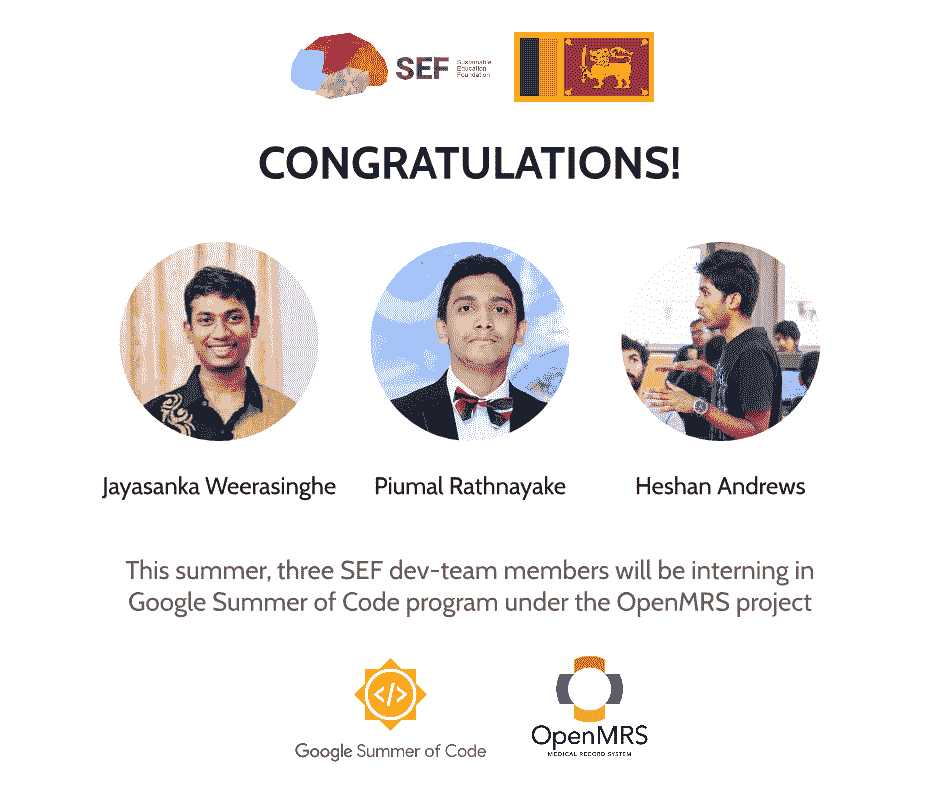 SEF
Sustainable
Education
Foundation
CONGRATULATIONS!
Jayasanka Weerasinghe
Piumal Rathnayake
Heshan Andrews
This summer, three SEF dev-team members will be interning in
Google Summer of Code program under the OpenMRS project
</>
Google Summer of Code
OpenMRS
MEDICAL RECORD SYSTEM